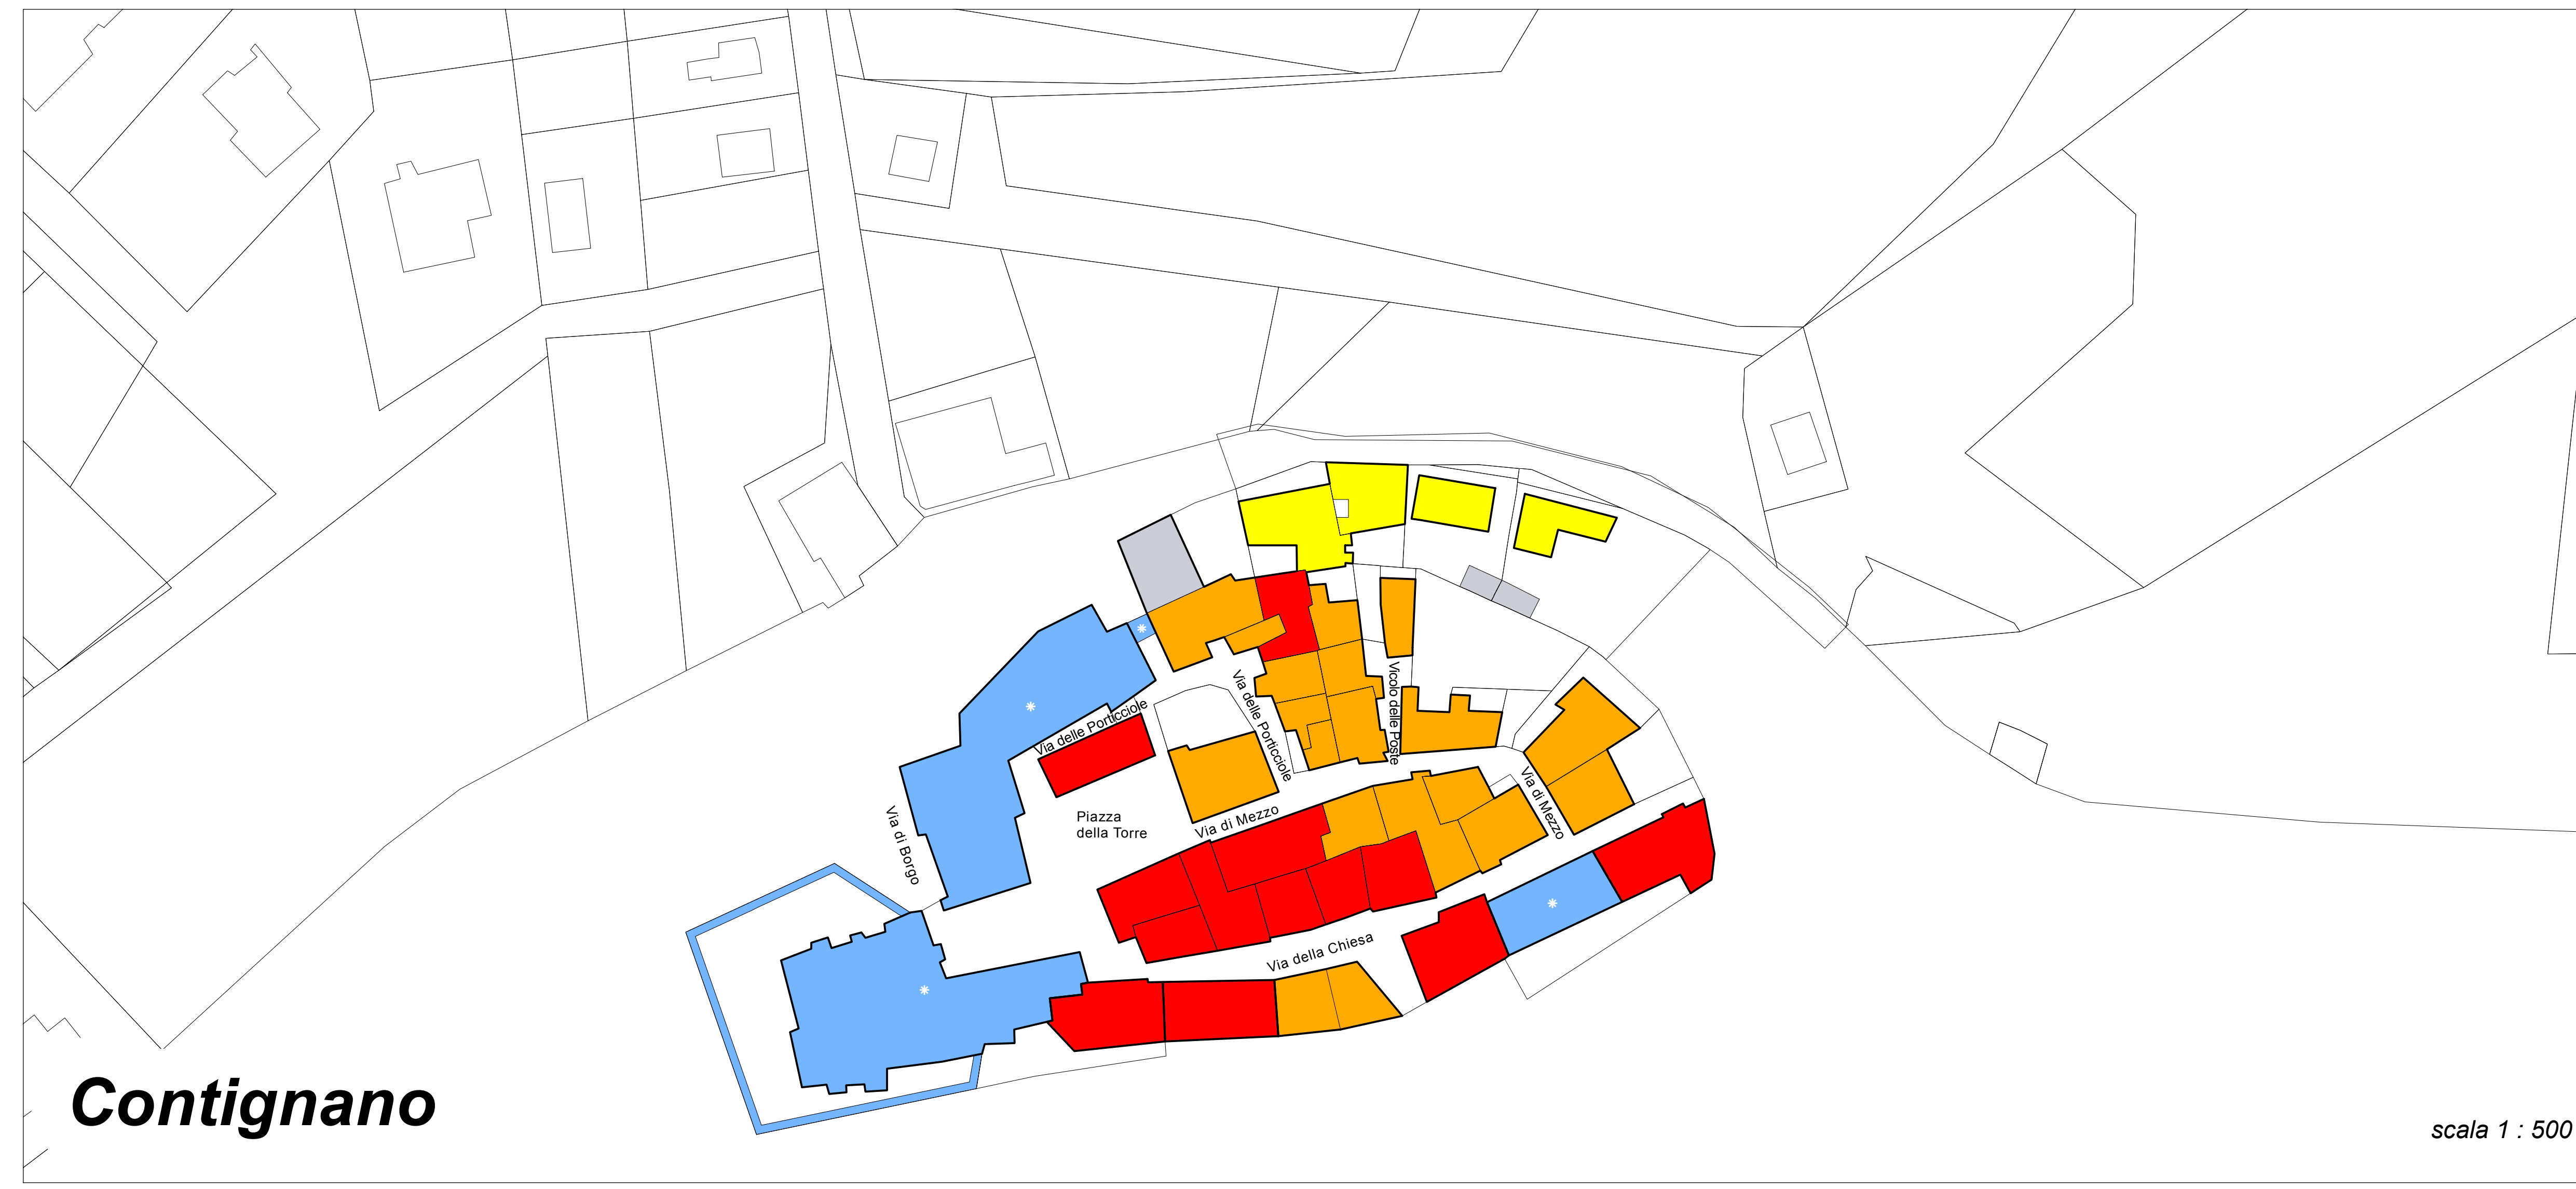 Via delle Porticciole
Via delle Porticciole
Vicolo delle Poste
Via di Borgo
Piazza
della Torre
Via di Mezzo
Via di Mezzo
Via della Chiesa
Contignano
scala 1 : 500